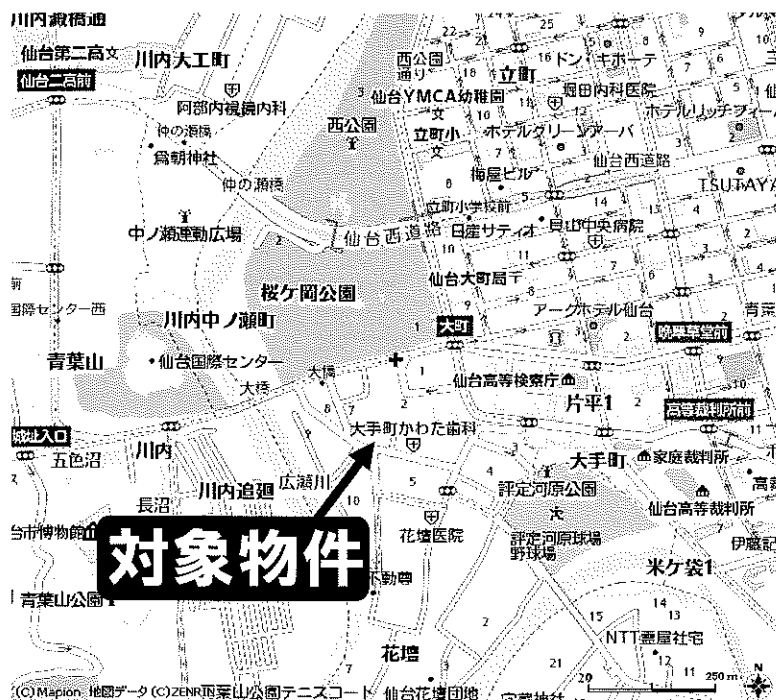 川内澱橋通
仙台第二高文
仙台二高前
川内大工町
阿部内視鏡内科
仲の瀬橋
為朝神社
仲の瀬橋
中ノ瀬運動広場
西公園
西公園
通り
立町
ドン・キホーテ
仙台YMCA幼稚園
堀田内科医院
立町小
ホテルグリーンアーバ
ホテルリッチフィー
仙台西道路
梅屋ビル
TSUTAYA
立町小学校前
仙台西道路
日産サティオ
貝山中央病院
仙台大町局〒
桜ケ岡公園
国際センター西
川内中ノ瀬町
大町
アークホテル仙台
青葉
晩翠草堂前
青葉山
仙台国際センター
大橋
大橋
仙台高等検察庁
片平1
高等裁判所前
城址入口
五色沼
川内
大手町かわた歯科
大手町
家庭裁判所
長沼
川内追廻
広瀬川
評定河原公園
仙台高等裁判所
台市博物館
対象物件
花壇医院
評定河原球場
野球場
伊藤記
米ケ袋1
青葉山公園
不動尊
花壇
NTT霊屋社宅
250m
N
(C)Mapion 地図データ(C)ZENRIN
葉山公園テニスコート
仙台花壇団地